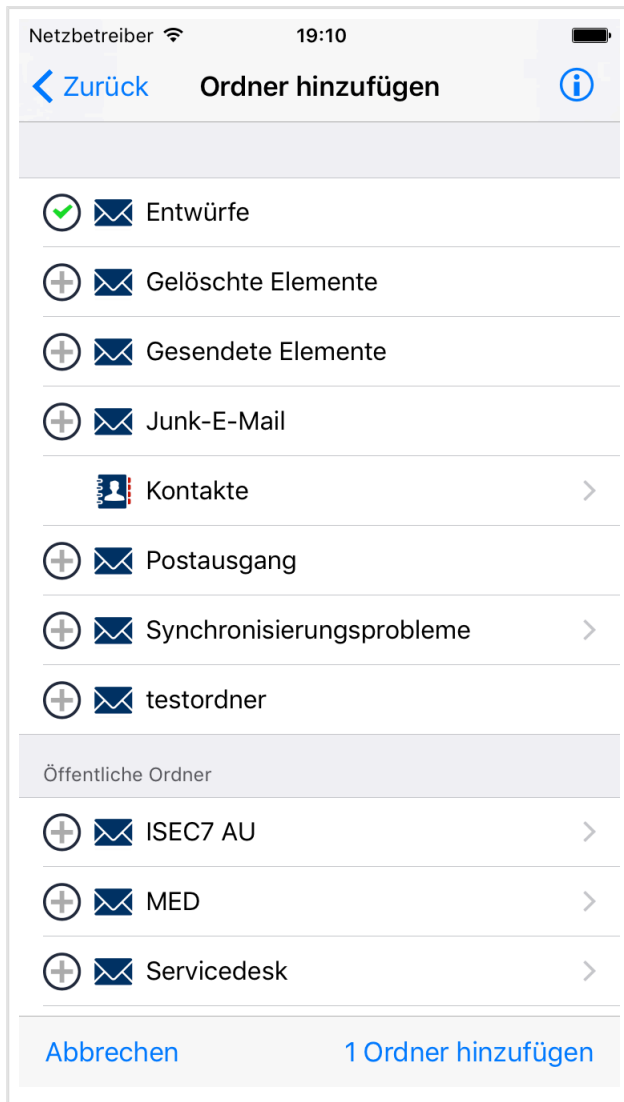 Netzbetreiber 19:10
Zurück Ordner hinzufügen
Entwürfe
Gelöschte Elemente
Gesendete Elemente
Junk-E-Mail
Kontakte
Postausgang
Synchronisierungsprobleme
testordner
Öffentliche Ordner
ISEC7 AU
MED
Servicedesk
Abbrechen 1 Ordner hinzufügen